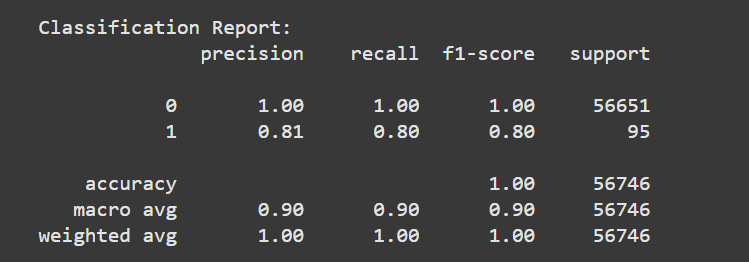 Classification Report:
precision recall f1-score support
0 1.00 1.00 1.00 56651
1 0.81 0.80 0.80 95
accuracy 1.00 56746
macro avg 0.90 0.90 0.90 56746
weighted avg 1.00 1.00 1.00 56746